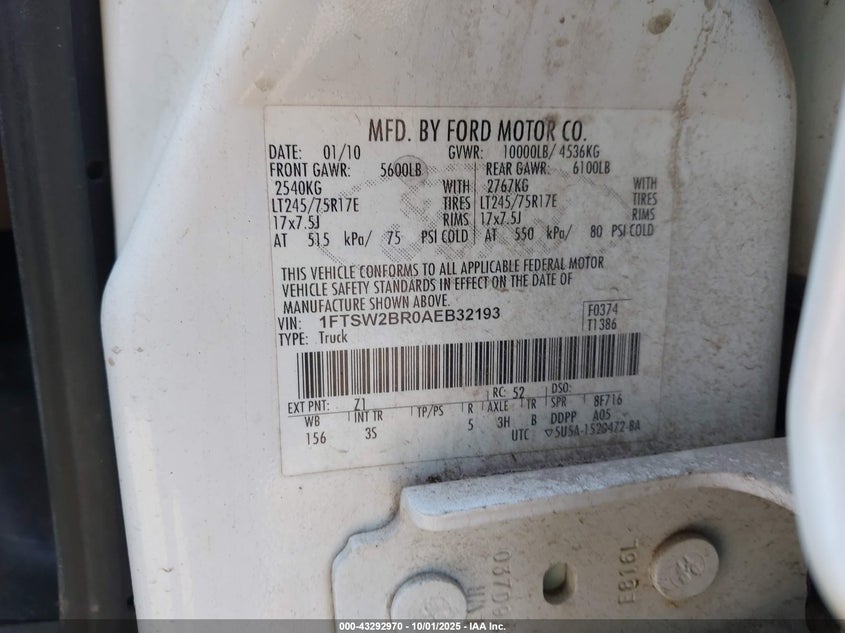 MFD. BY FORD MOTOR CO.
DATE: 01/10 GVWR: 10000LB/ 4536KG
FRONT GAWR: 5600LB REAR GAWR: 6100LB
2540KG WITH 2767KG WITH
LT245/75R17E TIRES LT245/75R17E TIRES
17x7.5J RIMS 17x7.5J RIMS
AT 515 kPa/ 75 PSI COLD AT 550 kPa/ 80 PSI COLD
THIS VEHICLE CONFORMS TO ALL APPLICABLE FEDERAL MOTOR
VEHICLE SAFETY STANDARDS IN EFFECT ON THE DATE OF
MANUFACTURE SHOWN ABOVE
VIN: 1FTSW2BR0AEB32193 F0374
TYPE: Truck T1386
EXT PNT: Z1 RC: 52 DSO:
WB INT TR TP/PS R AXLE TR SPR 8F716
156 3S 5 3H B DDPP A05
UTC ▽5U5A-1520472-BA
03709
F816L
000-43292970 - 10/01/2025 - IAA Inc.